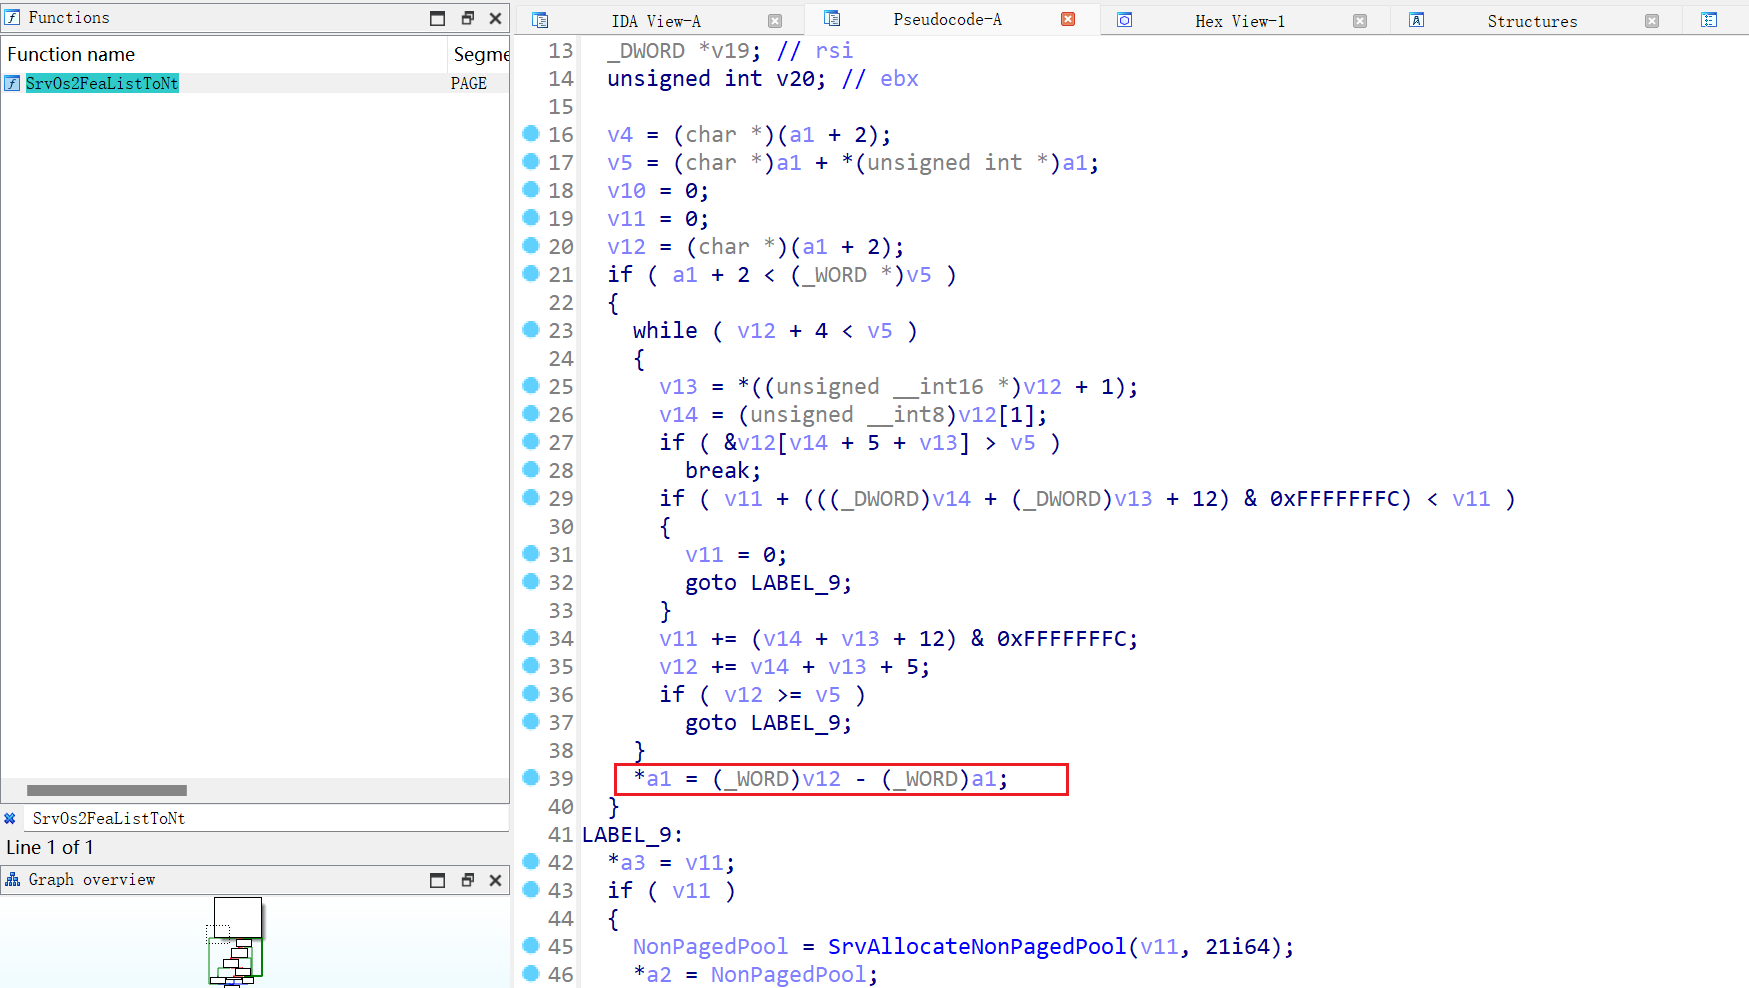 Functions
Function name Segme
SrvOs2FeaListToNt PAGE
SrvOs2FeaListToNt
Line 1 of 1
Graph overview
IDA View-A Pseudocode-A Hex View-1 Structures
13 _DWORD *v19; // rsi
14 unsigned int v20; // ebx
15
16 v4 = (char *)(a1 + 2);
17 v5 = (char *)a1 + *(unsigned int *)a1;
18 v10 = 0;
19 v11 = 0;
20 v12 = (char *)(a1 + 2);
21 if ( a1 + 2 < (_WORD *)v5 )
22 {
23 while ( v12 + 4 < v5 )
24 {
25 v13 = *((unsigned __int16 *)v12 + 1);
26 v14 = (unsigned __int8)v12[1];
27 if ( &v12[v14 + 5 + v13] > v5 )
28 break;
29 if ( v11 + (((_DWORD)v14 + (_DWORD)v13 + 12) & 0xFFFFFFFC) < v11 )
30 {
31 v11 = 0;
32 goto LABEL_9;
33 }
34 v11 += (v14 + v13 + 12) & 0xFFFFFFFC;
35 v12 += v14 + v13 + 5;
36 if ( v12 >= v5 )
37 goto LABEL_9;
38 }
39 *a1 = (_WORD)v12 - (_WORD)a1;
40 }
41 LABEL_9:
42 *a3 = v11;
43 if ( v11 )
44 {
45 NonPagedPool = SrvAllocateNonPagedPool(v11, 21i64);
46 *a2 = NonPagedPool;